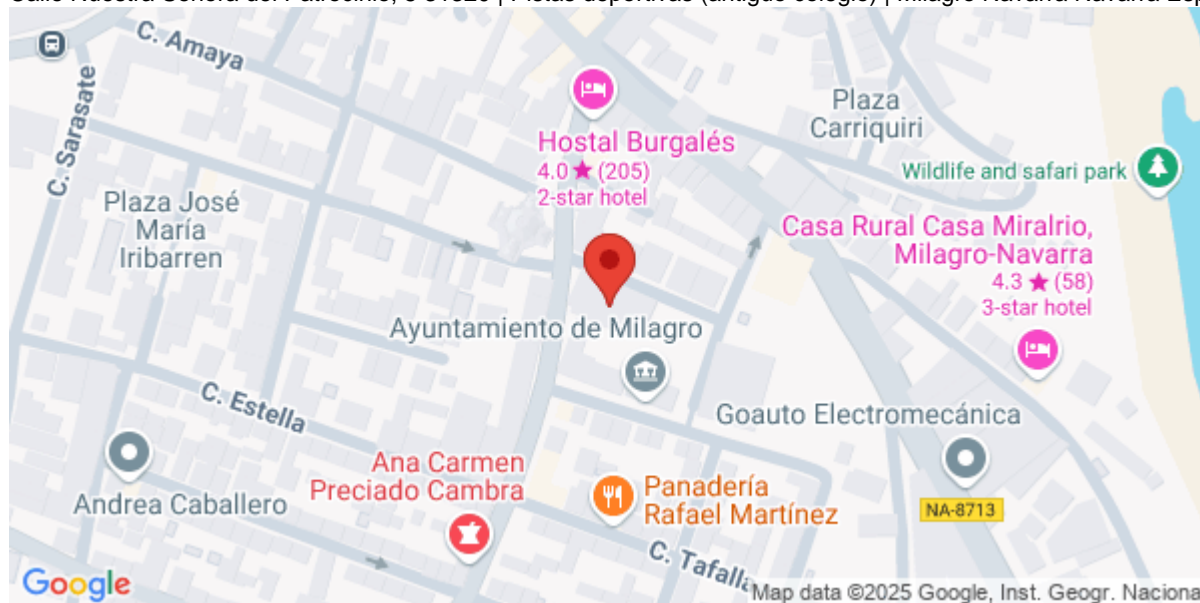 C. Amaya
C. Sarasate
Hostal Burgalés
4.0 ★ (205)
2-star hotel
Plaza
Carriquiri
Wildlife and safari park
Plaza José
María
Iribarren
Casa Rural Casa Miralrio,
Milagro-Navarra
4.3 ★ (58)
3-star hotel
Ayuntamiento de Milagro
C. Estella
Goauto Electromecánica
Ana Carmen
Preciado Cambra
Andrea Caballero
Panadería
Rafael Martínez
NA-8713
C. Tafalla
Google
Map data ©2025 Google, Inst. Geogr. Naciona